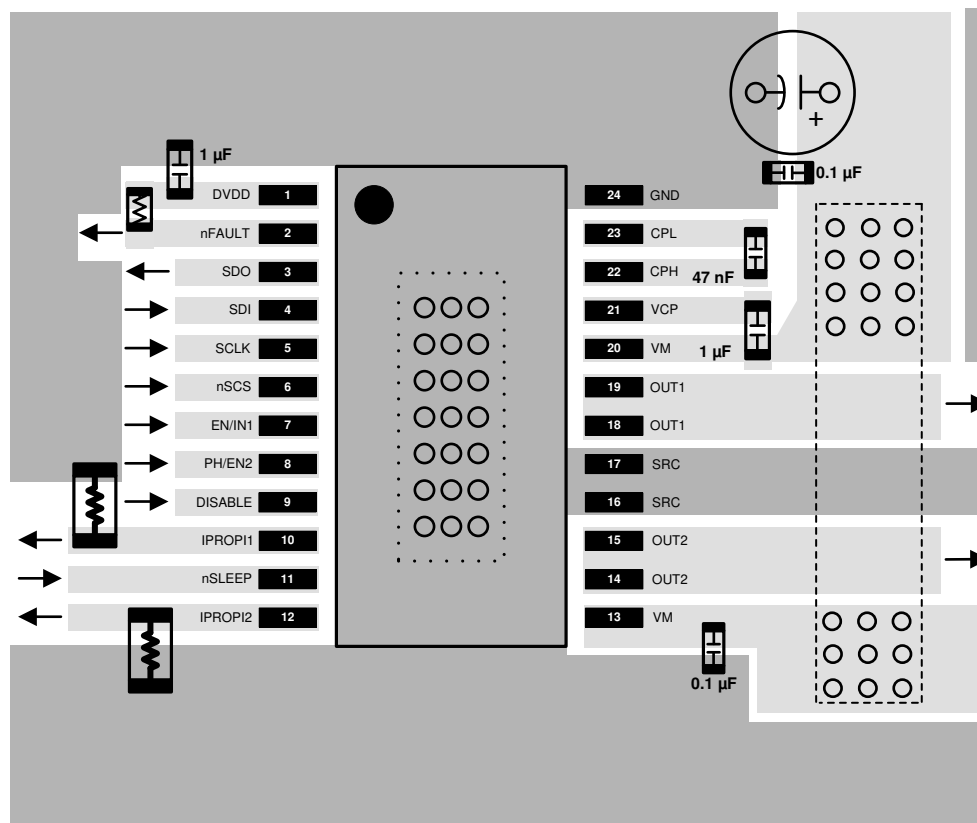 +
1 µF
0.1 µF
DVDD 1
24 GND
nFAULT 2
23 CPL
SDO 3
22 CPH
47 nF
SDI 4
21 VCP
SCLK 5
20 VM
1 µF
nSCS 6
19 OUT1
EN/IN1 7
18 OUT1
PH/EN2 8
17 SRC
DISABLE 9
16 SRC
IPROPI1 10
15 OUT2
nSLEEP 11
14 OUT2
IPROPI2 12
13 VM
0.1 µF